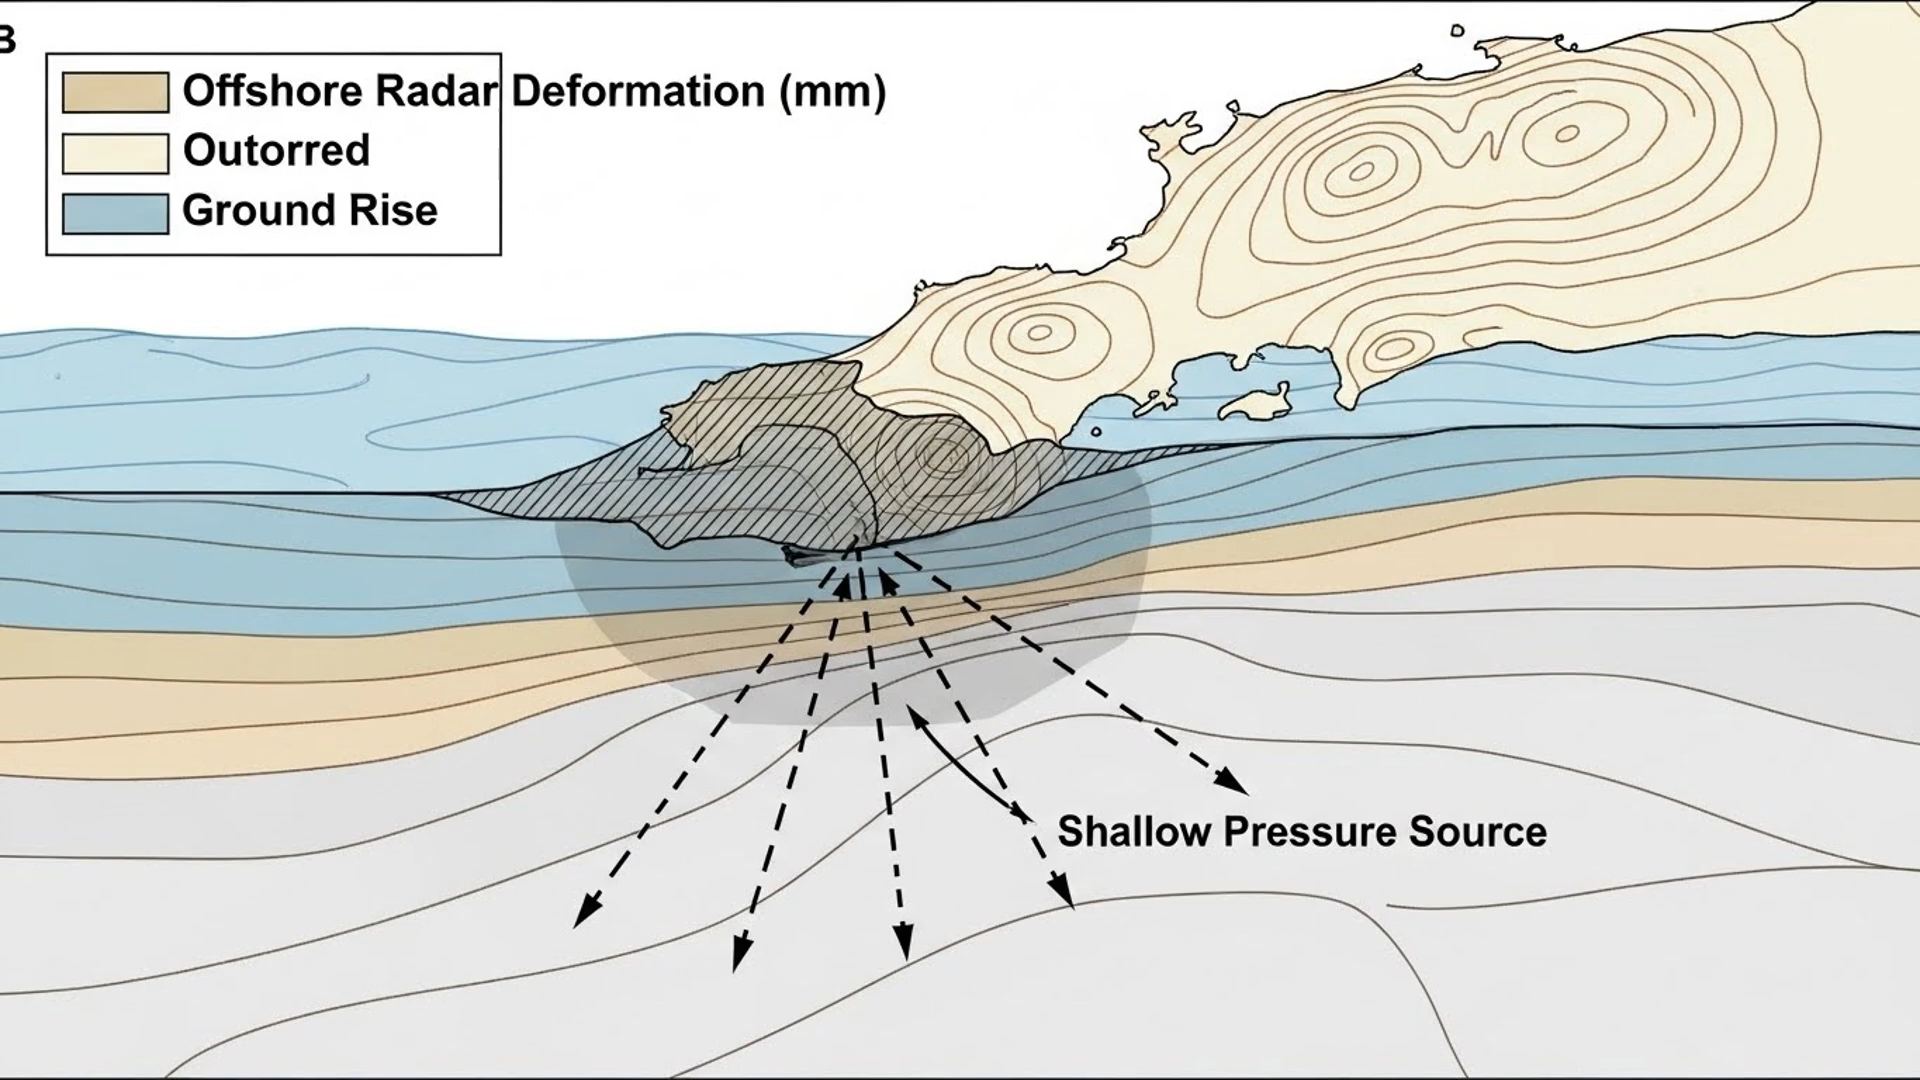 B
Offshore Radar Deformation (mm)
Outorred
Ground Rise
Shallow Pressure Source